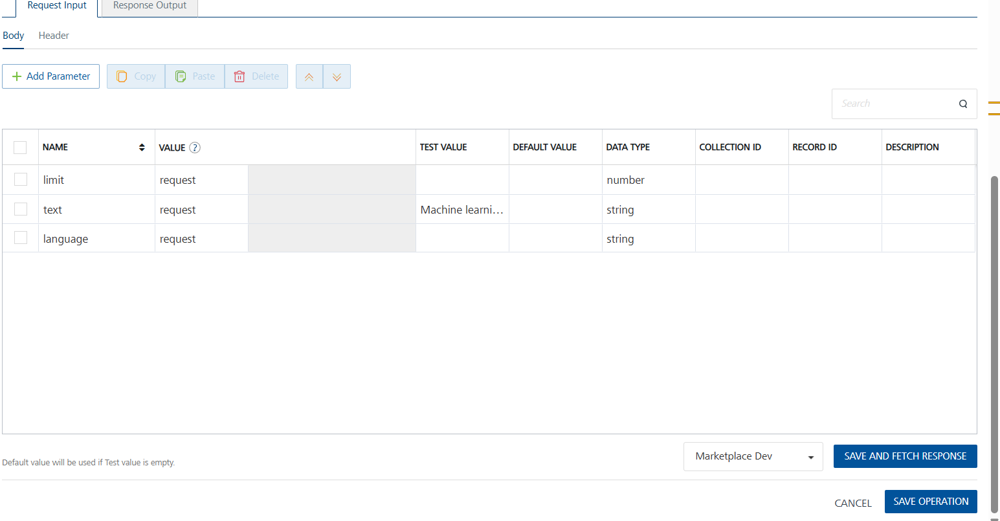 Request Input Response Output
Body Header
Add Parameter Copy Paste Delete
Search
NAME VALUE ? TEST VALUE DEFAULT VALUE DATA TYPE COLLECTION ID RECORD ID DESCRIPTION
limit request number
text request Machine learni... string
language request string
Default value will be used if Test value is empty. Marketplace Dev SAVE AND FETCH RESPONSE
CANCEL SAVE OPERATION